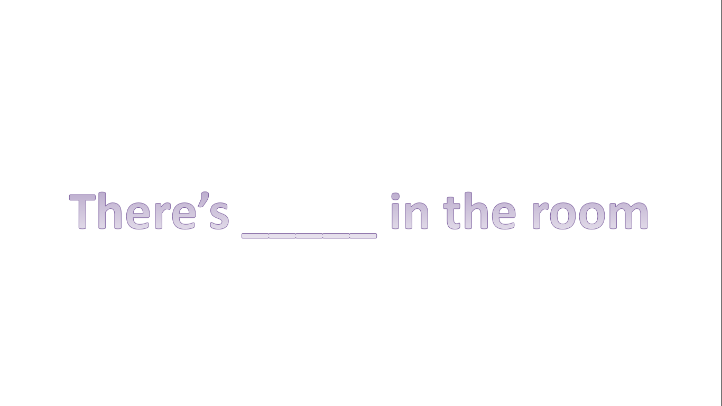 There’s _____ in the room